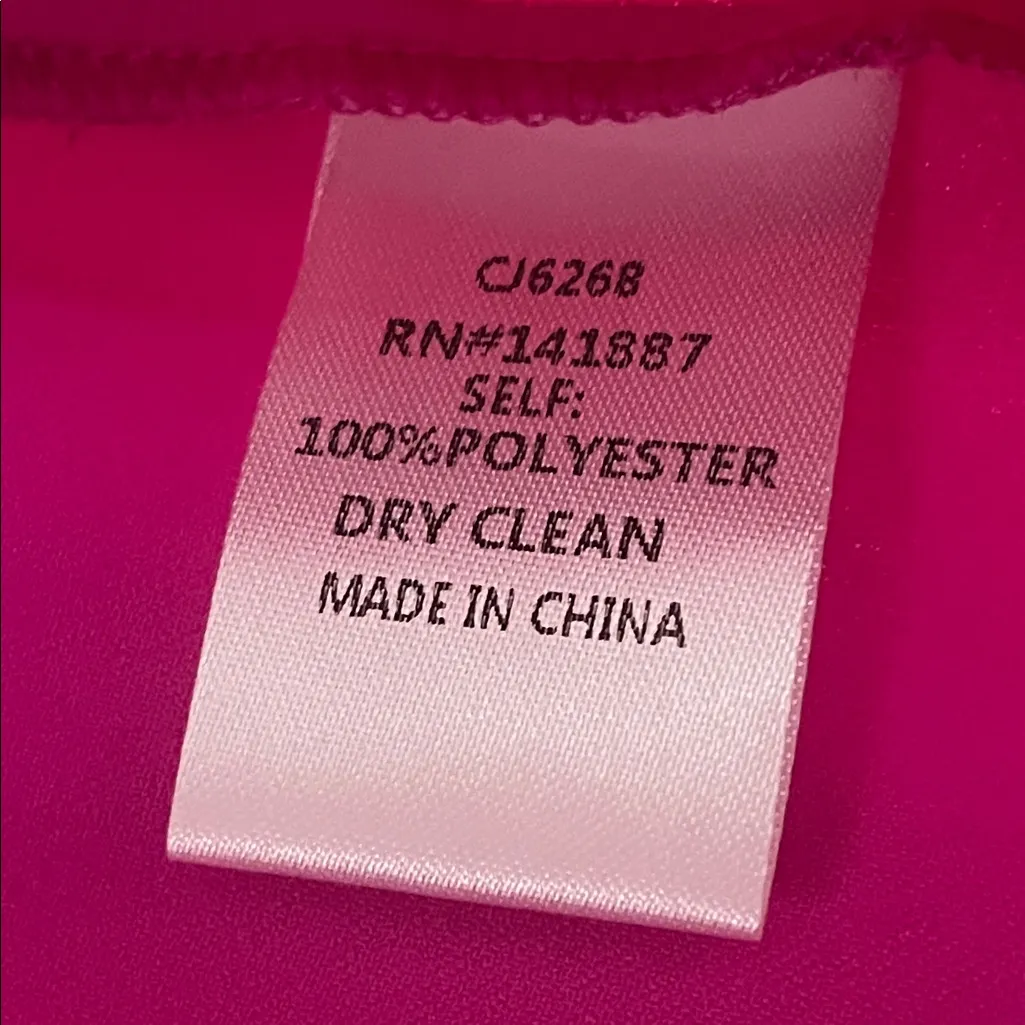 CJ6268
RN#141887
SELF:
100%POLYESTER
DRY CLEAN
MADE IN CHINA